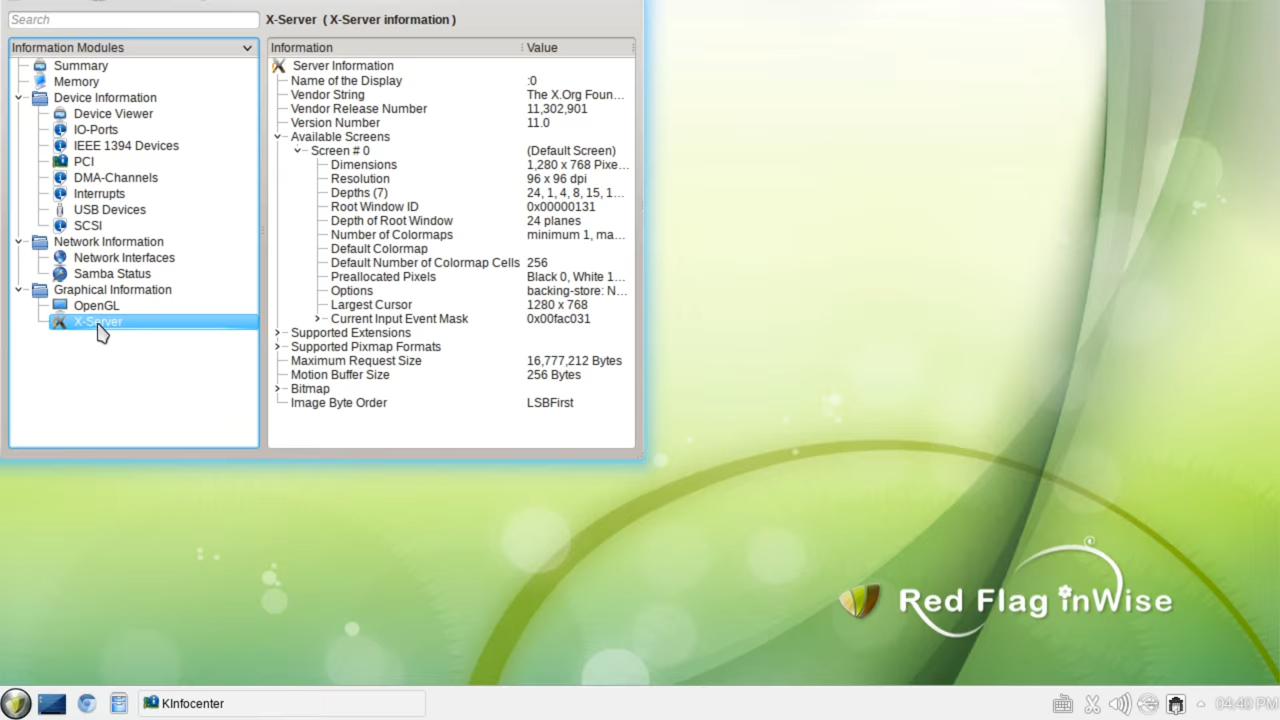 Search
X-Server ( X-Server information )
Information Modules
Summary
Memory
Device Information
Device Viewer
IO-Ports
IEEE 1394 Devices
PCI
DMA-Channels
Interrupts
USB Devices
SCSI
Network Information
Network Interfaces
Samba Status
Graphical Information
OpenGL
X-Server
Information Value
Server Information
Name of the Display :0
Vendor String The X.Org Foun...
Vendor Release Number 11,302,901
Version Number 11.0
Available Screens
Screen # 0 (Default Screen)
Dimensions 1,280 x 768 Pixe...
Resolution 96 x 96 dpi
Depths (7) 24, 1, 4, 8, 15, 1...
Root Window ID 0x00000131
Depth of Root Window 24 planes
Number of Colormaps minimum 1, ma...
Default Colormap
Default Number of Colormap Cells 256
Preallocated Pixels Black 0, White 1...
Options backing-store: N...
Largest Cursor 1280 x 768
Current Input Event Mask 0x00fac031
Supported Extensions
Supported Pixmap Formats
Maximum Request Size 16,777,212 Bytes
Motion Buffer Size 256 Bytes
Bitmap
Image Byte Order LSBFirst
Red Flag inWise
KInfocenter
04:40 PM